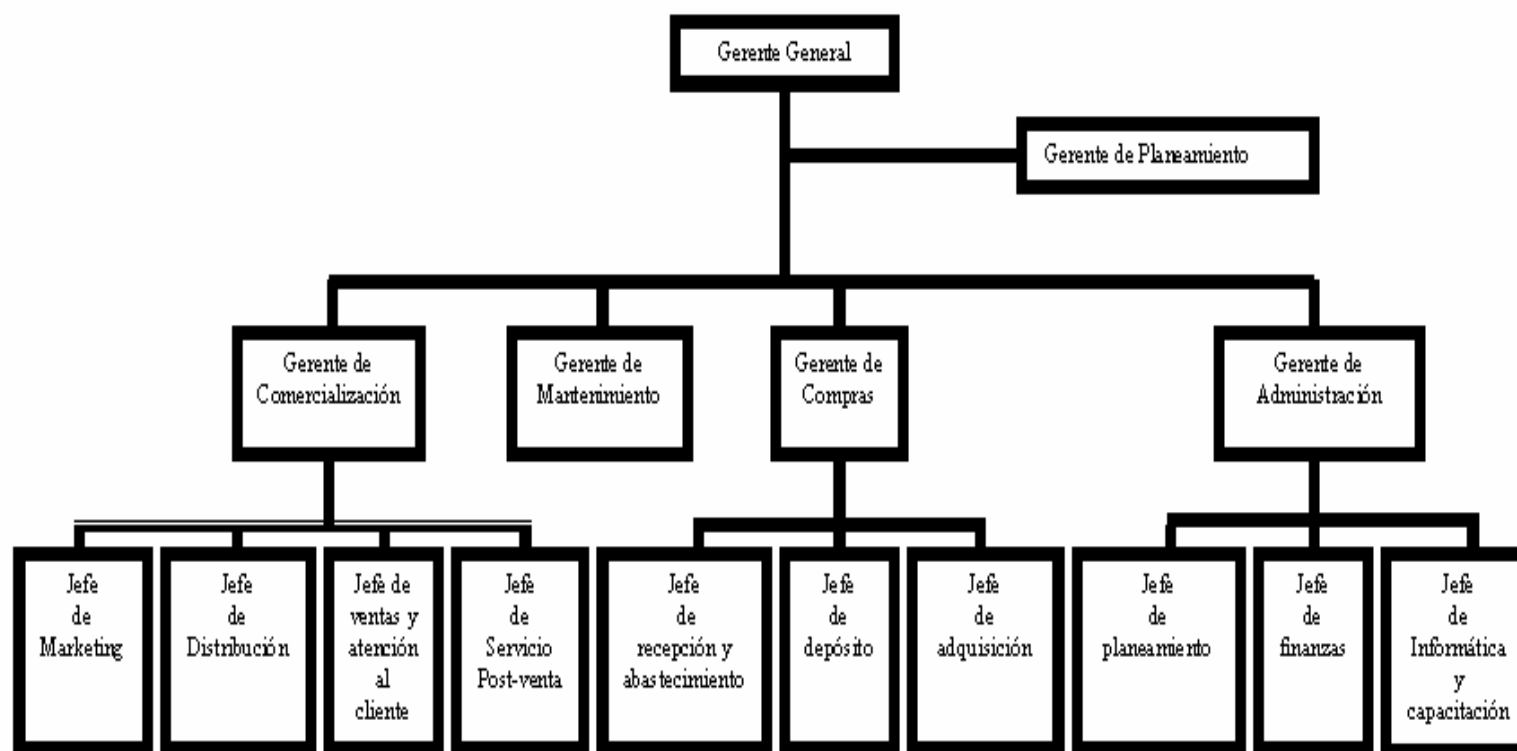 Gerente General
Gerente de Planeamiento
Gerente de
Comercialización
Gerente de
Mantenimiento
Gerente de
Compras
Gerente de
Administración
Jefe
de
Marketing
Jefe
de
Distribución
Jefe de
ventas y
atención
al
cliente
Jefe
de
Servicio
Post-venta
Jefe
de
recepción y
abastecimiento
Jefe
de
depósito
Jefe
de
adquisición
Jefe
de
planeamiento
Jefe
de
finanzas
Jefe
de
Informática
y
capacitación